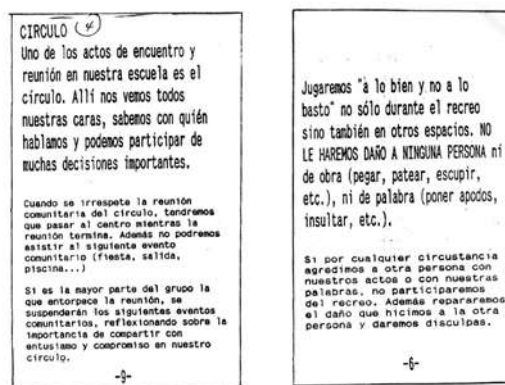 CIRCULO 4
Uno de los actos de encuentro y
reunión en nuestra escuela es el
círculo. Allí nos vemos todos
nuestras caras, sabemos con quién
hablamos y podemos participar de
muchas decisiones importantes.
Cuando se irrespete la reunión
comunitaria del círculo, tendremos
que pasar al centro mientras la
reunión termina. Además no podremos
asistir al siguiente evento
comunitario (fiesta, salida,
piscina...)
Si es la mayor parte del grupo la
que entorpece la reunión, se
suspenderán los siguientes eventos
comunitarios, reflexionando sobre la
importancia de compartir con
entusiamo y compromiso en nuestro
círculo.
-9-
Jugaremos "a lo bien y no a lo
basto" no sólo durante el recreo
sino también en otros espacios. NO
LE HAREMOS DAÑO A NINGUNA PERSONA ni
de obra (pegar, patear, escupir,
etc.), ni de palabra (poner apodos,
insultar, etc.).
Si por cualquier circustancia
agredimos a otra persona con
nuestros actos o con nuestras
palabras, no participaremos
del recreo. Además repararemos
el daño que hicimos a la otra
persona y daremos disculpas.
-6-